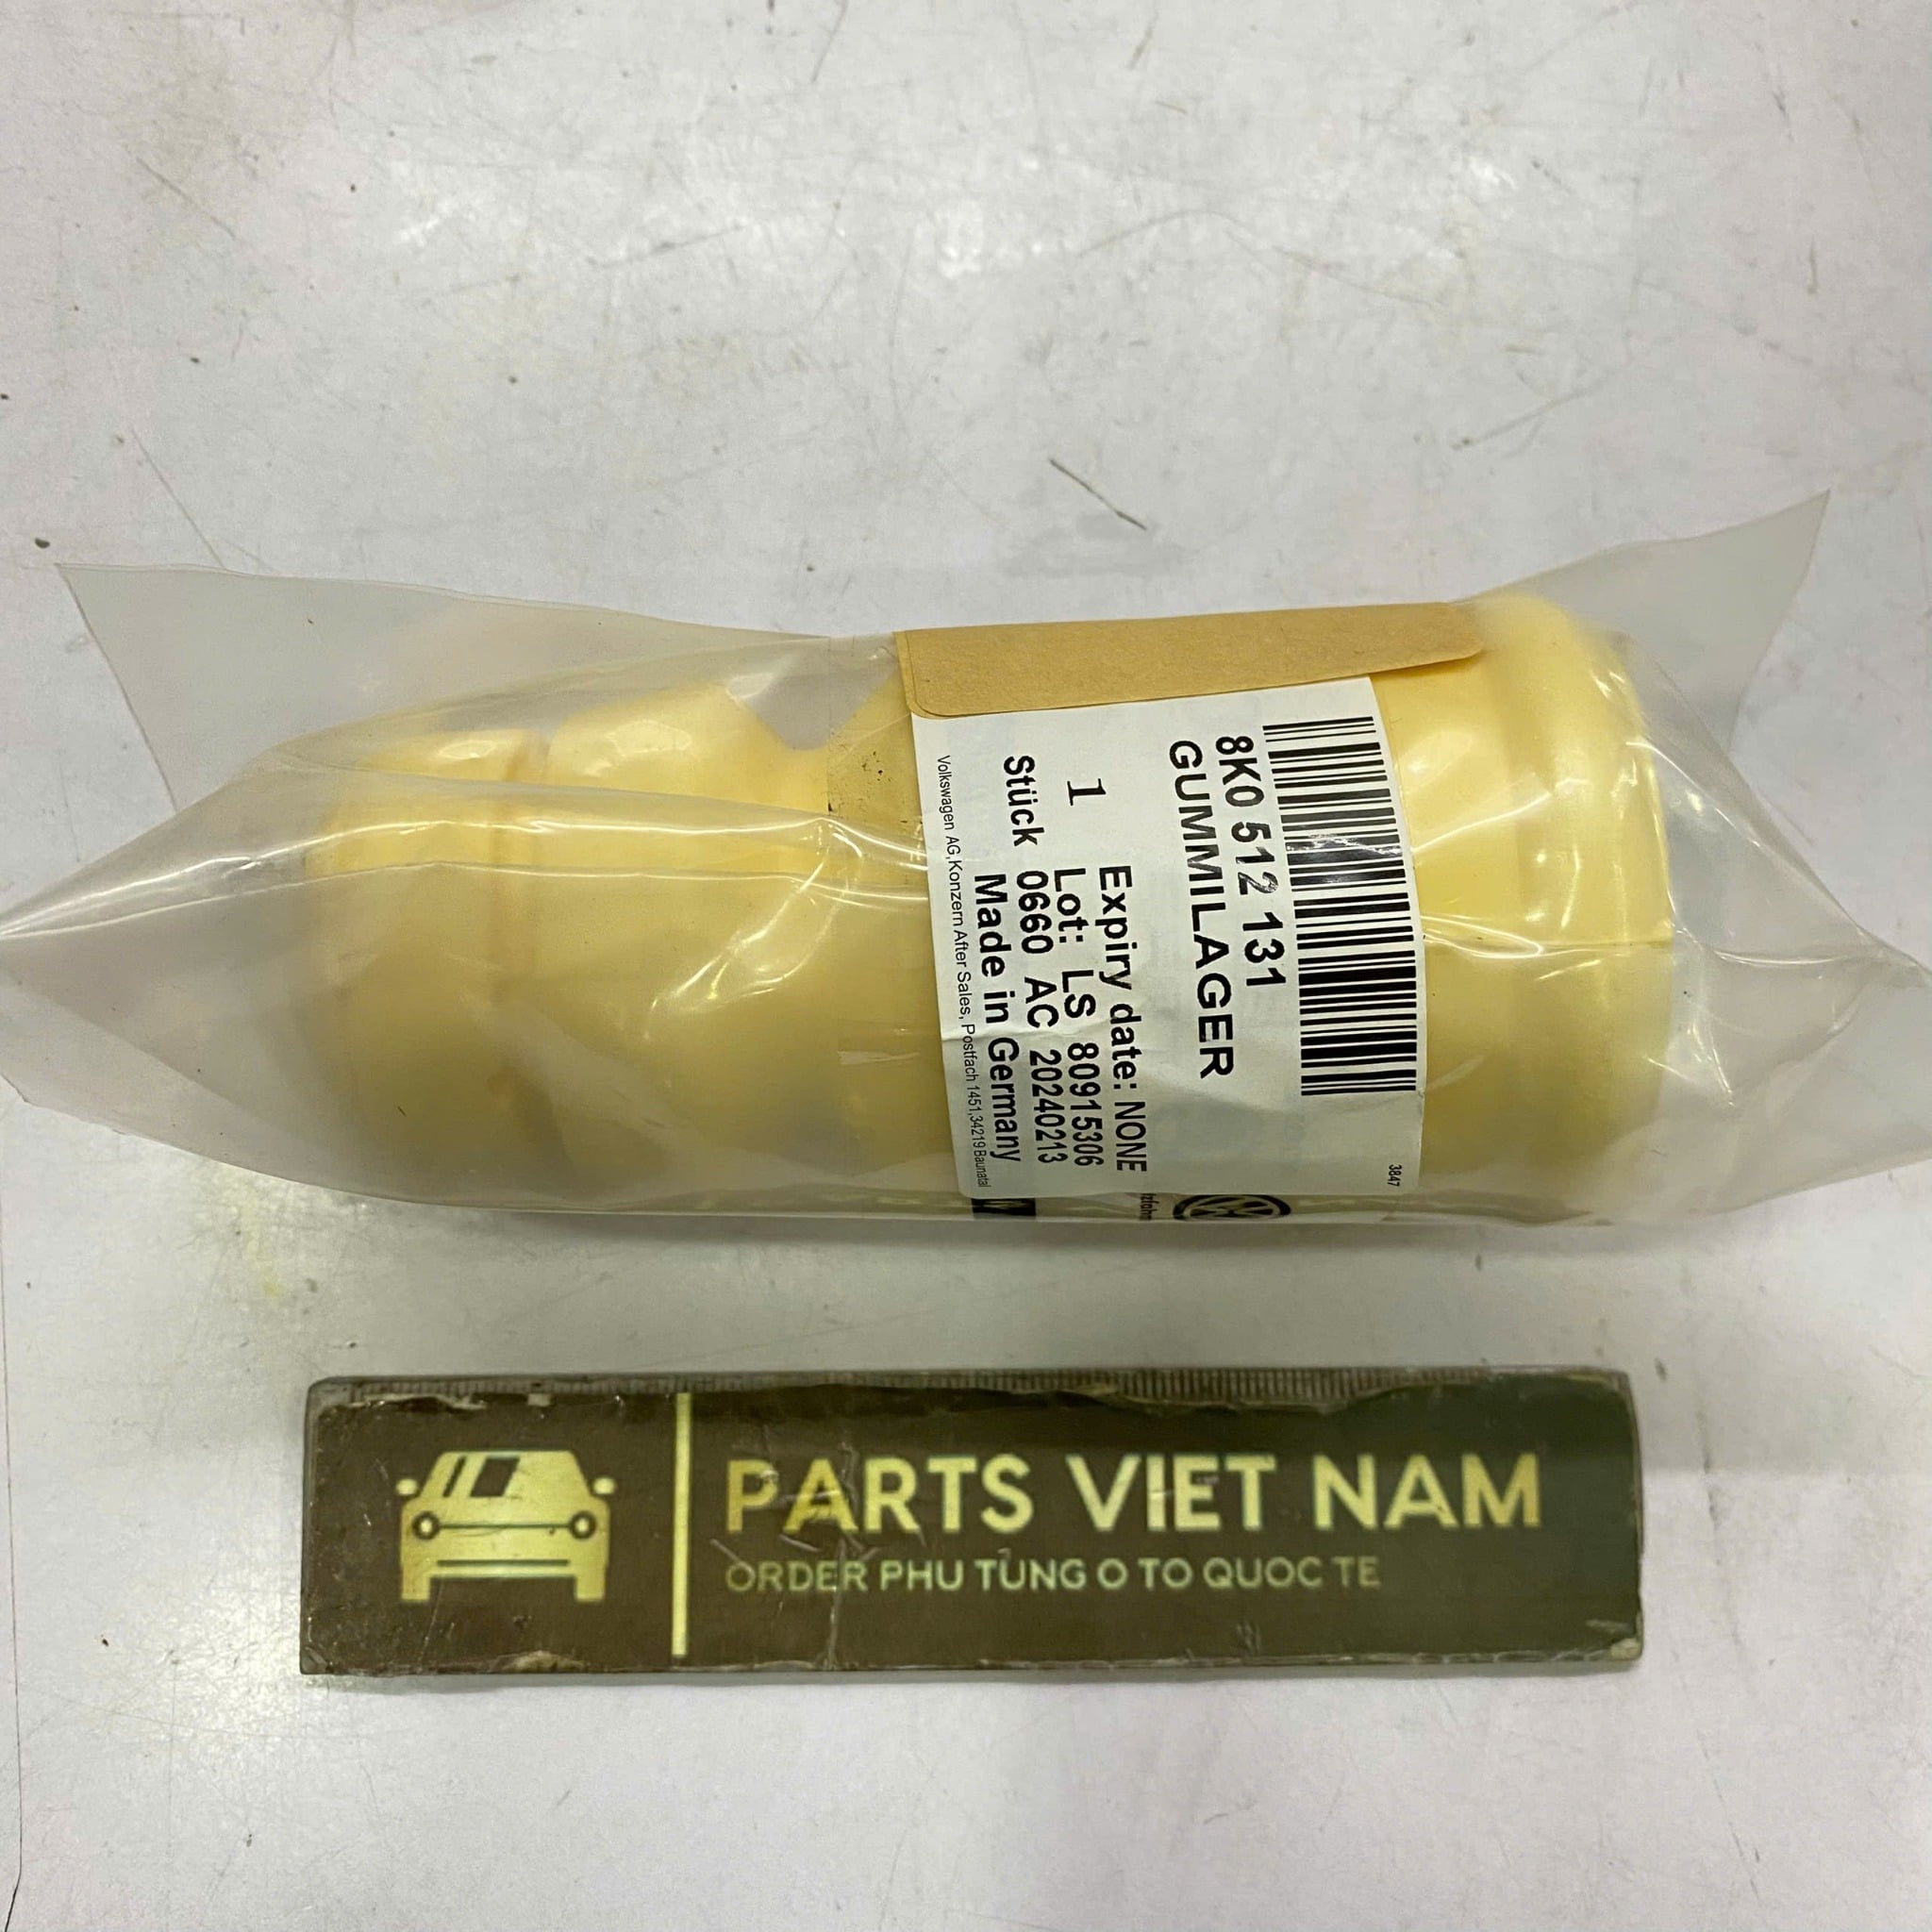 8K0 512 131
GUMMILAGER
Expiry date: NONE
1 Lot: LS 80915306
Stück 0660 AC 20240213
Made in Germany
Volkswagen AG,Konzern After Sales, Postfach 1451,34219 Baunatal
3847
PARTS VIET NAM
ORDER PHU TÙNG O TO QUOC TE